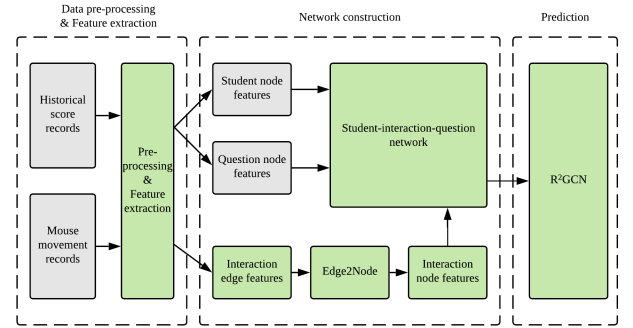 Data pre-processing
& Feature extraction
Network construction
Prediction
Historical
score
records
Mouse
movement
records
Pre-
processing
&
Feature
extraction
Student node
features
Question node
features
Student-interaction-question
network
Interaction
edge features
Edge2Node
Interaction
node features
R²GCN